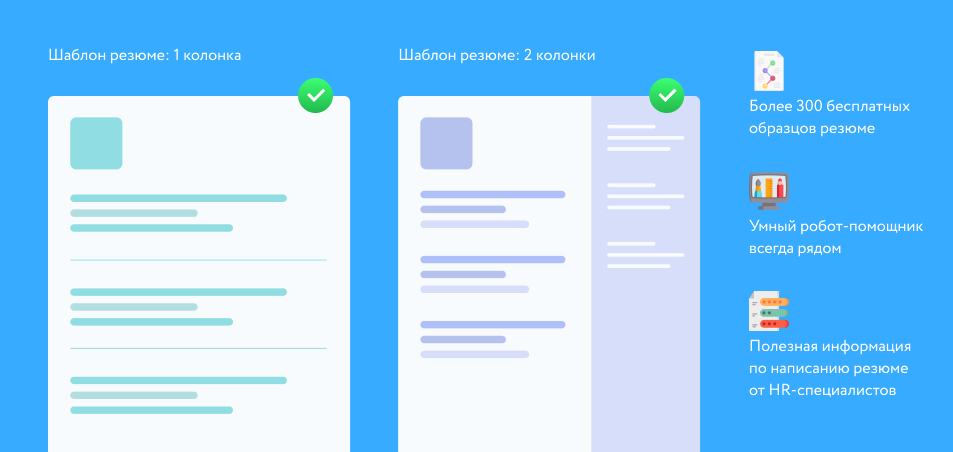 Шаблон резюме: 1 колонка
Шаблон резюме: 2 колонки
Более 300 бесплатных
образцов резюме
Умный робот-помощник
всегда рядом
Полезная информация
по написанию резюме
от HR-специалистов